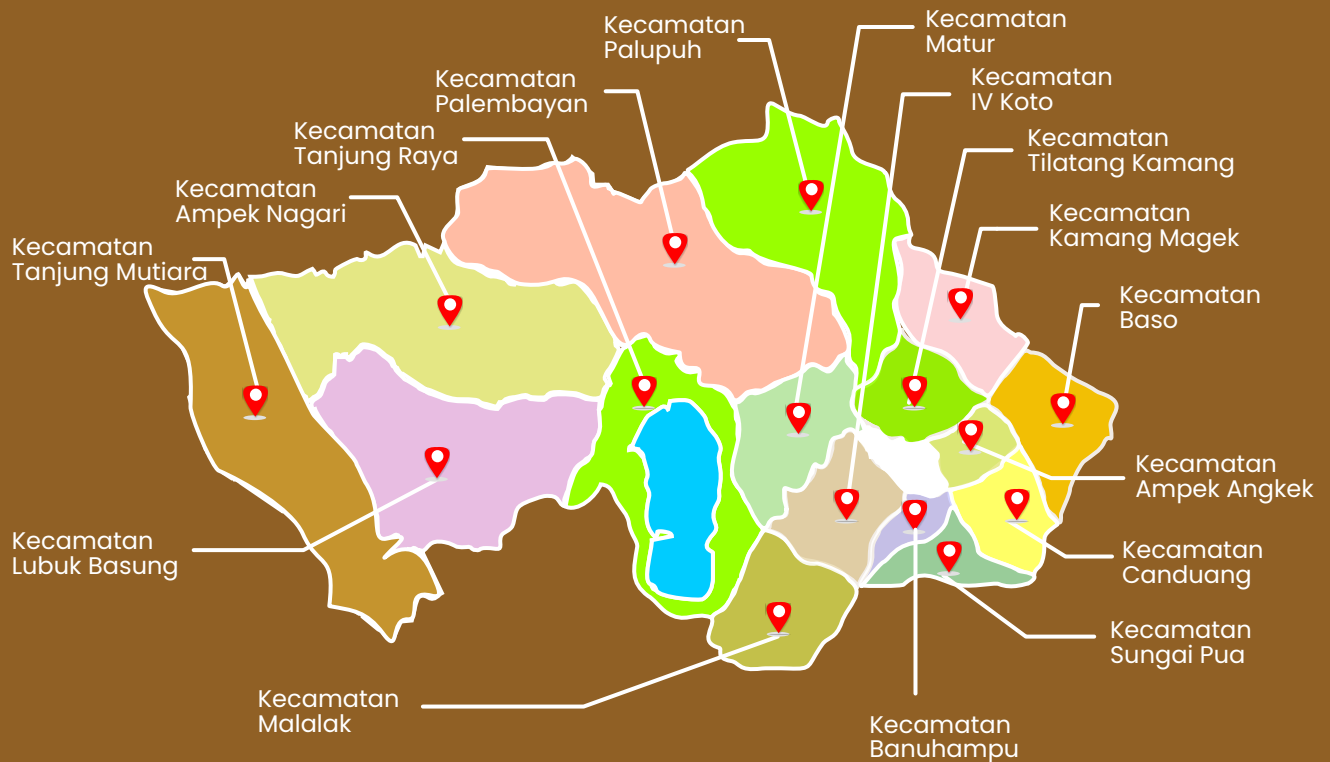 Kecamatan
Palupuh
Kecamatan
Matur
Kecamatan
Palembayan
Kecamatan
IV Koto
Kecamatan
Tanjung Raya
Kecamatan
Tilatang Kamang
Kecamatan
Ampek Nagari
Kecamatan
Kamang Magek
Kecamatan
Tanjung Mutiara
Kecamatan
Baso
Kecamatan
Ampek Angkek
Kecamatan
Lubuk Basung
Kecamatan
Canduang
Kecamatan
Sungai Pua
Kecamatan
Malalak
Kecamatan
Banuhampu